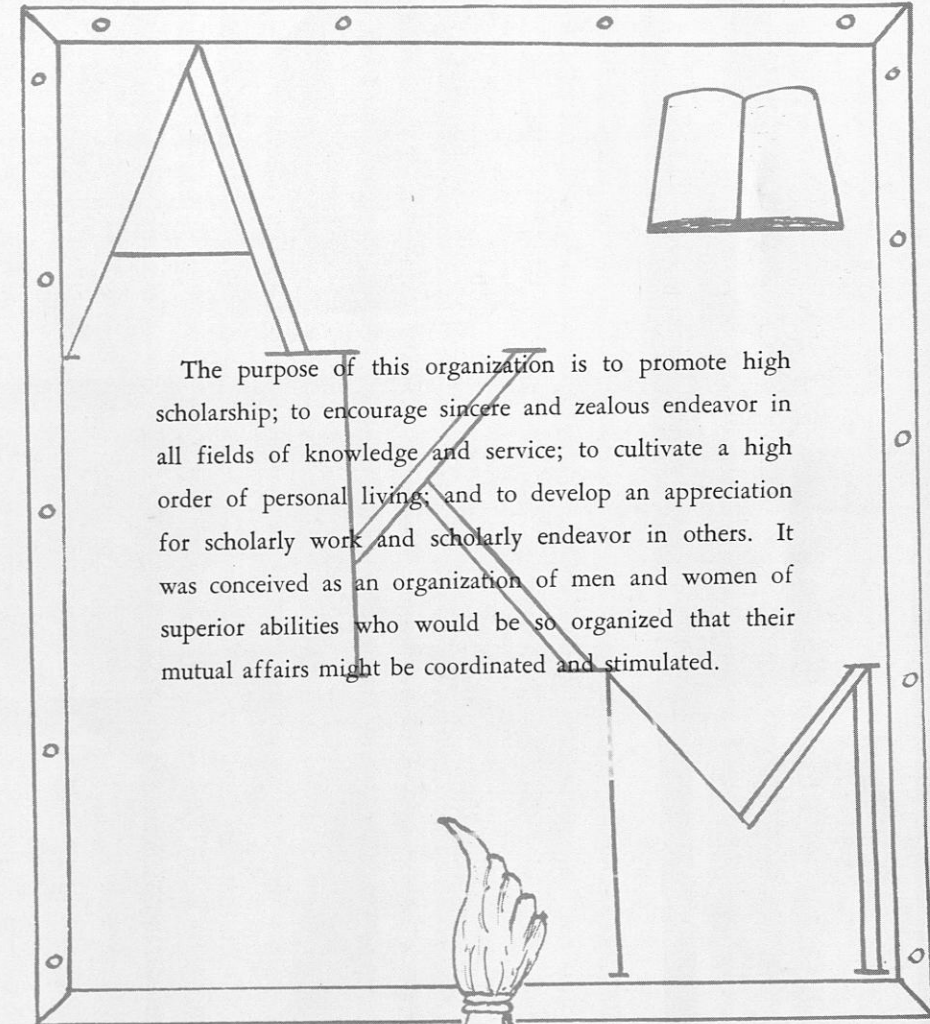 AKM
The purpose of this organization is to promote high
scholarship; to encourage sincere and zealous endeavor in
all fields of knowledge and service; to cultivate a high
order of personal living; and to develop an appreciation
for scholarly work and scholarly endeavor in others. It
was conceived as an organization of men and women of
superior abilities who would be so organized that their
mutual affairs might be coordinated and stimulated.